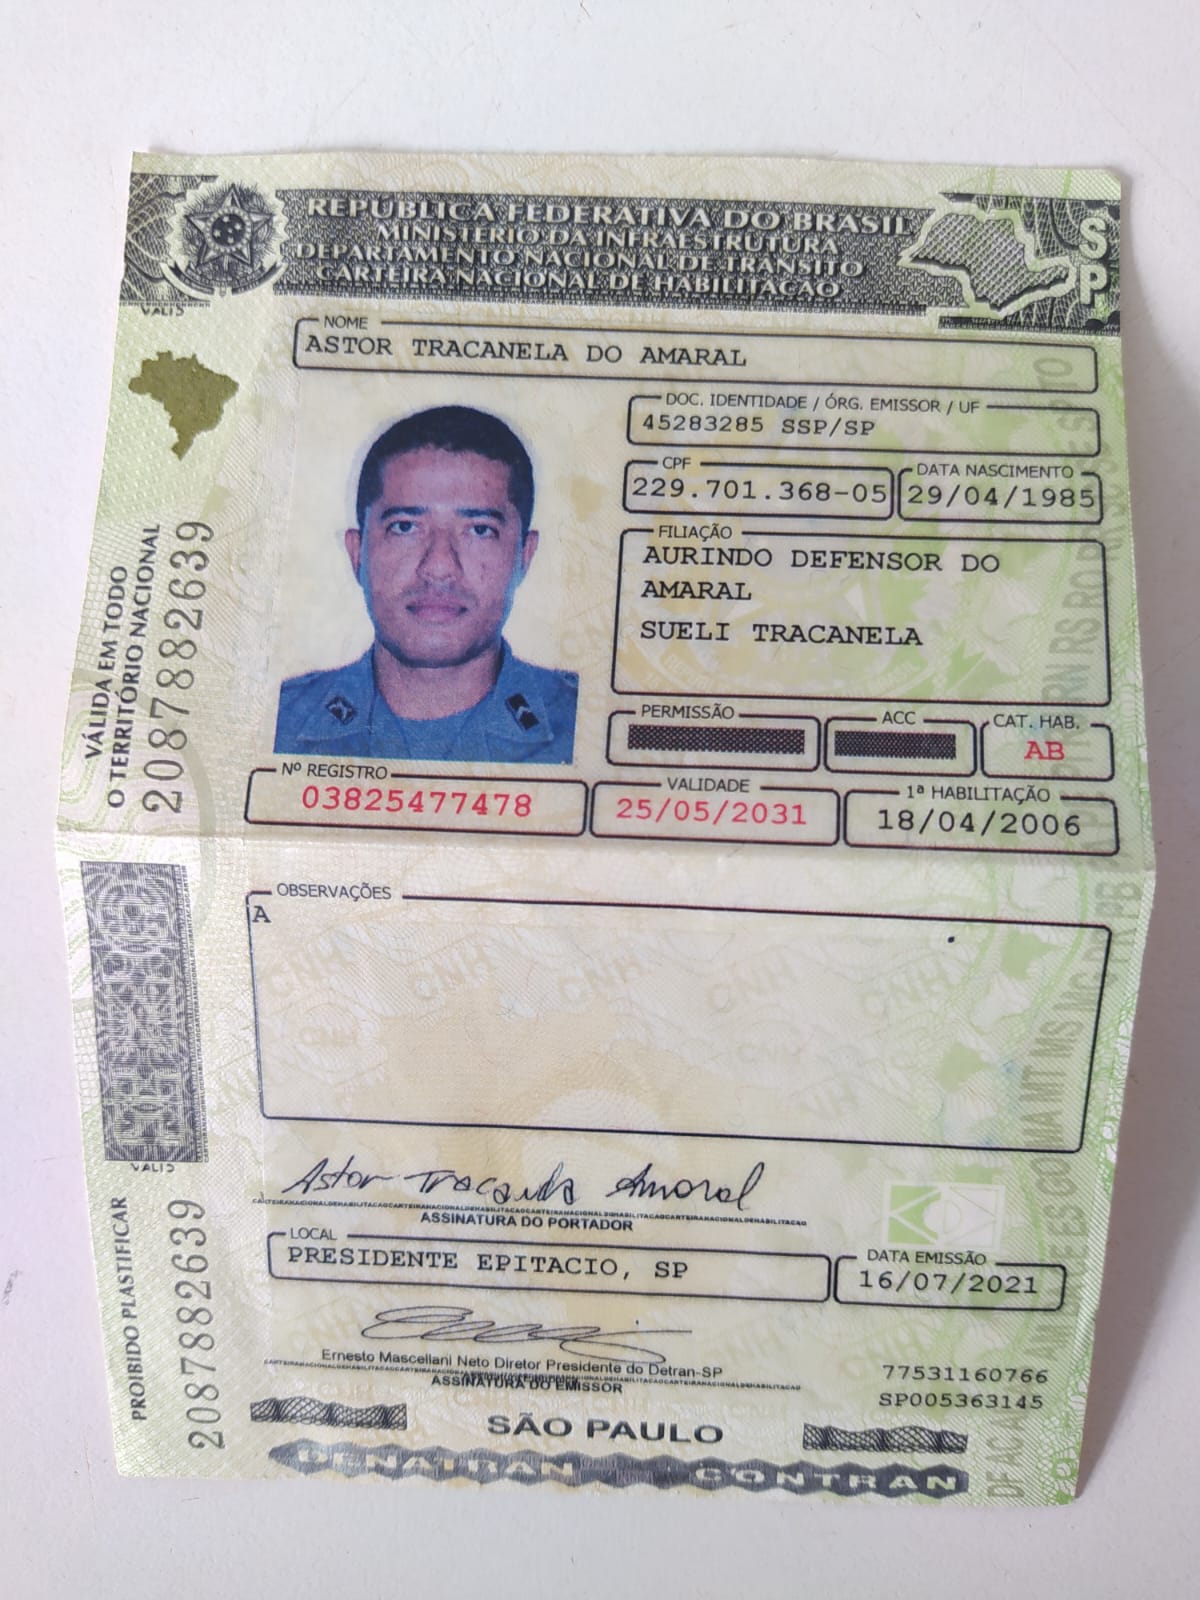 REPÚBLICA FEDERATIVA DO BRASIL
MINISTÉRIO DA INFRAESTRUTURA
DEPARTAMENTO NACIONAL DE TRÂNSITO
CARTEIRA NACIONAL DE HABILITAÇÃO
SP
VALID
NOME
ASTOR TRACANELA DO AMARAL
DOC. IDENTIDADE / ÓRG. EMISSOR / UF
45283285 SSP/SP
CPF
229.701.368-05
DATA NASCIMENTO
29/04/1985
FILIAÇÃO
AURINDO DEFENSOR DO
AMARAL
SUELI TRACANELA
PERMISSÃO
ACC
CAT. HAB.
AB
Nº REGISTRO
03825477478
VALIDADE
25/05/2031
1ª HABILITAÇÃO
18/04/2006
VÁLIDA EM TODO
O TERRITÓRIO NACIONAL
2087882639
OBSERVAÇÕES
A
VALID
Astor Tracanela Amaral
ASSINATURA DO PORTADOR
LOCAL
PRESIDENTE EPITACIO, SP
DATA EMISSÃO
16/07/2021
Ernesto Mascellani Neto Diretor Presidente do Detran-SP
ASSINATURA DO EMISSOR
77531160766
SP005363145
PROIBIDO PLASTIFICAR
2087882639
SÃO PAULO
DENATRAN CONTRAN